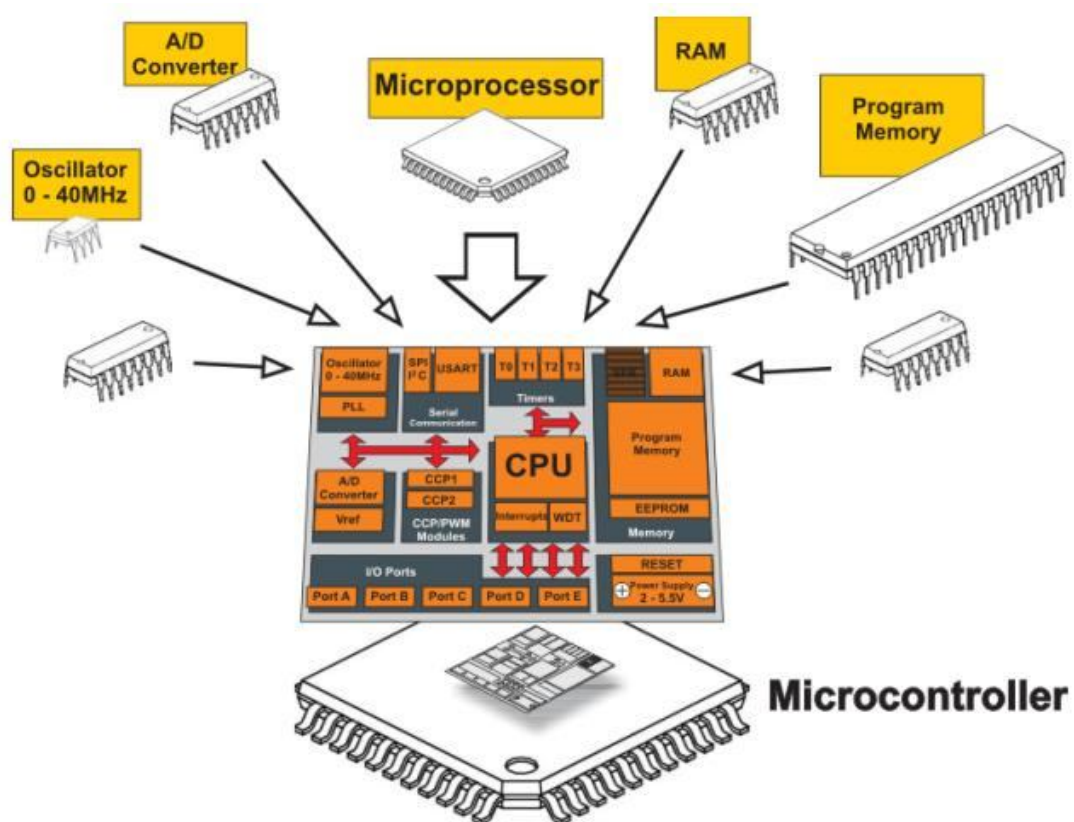 A/D
Converter
Microprocessor
RAM
Program
Memory
Oscillator
0 - 40MHz
Oscillator
0 - 40MHz
PLL
SPI
I²C
USART
Serial
Communication
T0 T1 T2 T3
Timers
RAM
Program
Memory
EEPROM
Memory
A/D
Converter
Vref
CCP1
CCP2
CCP/PWM
Modules
CPU
Interrupts
WDT
I/O Ports
Port A Port B Port C Port D Port E
RESET
Power Supply
2 - 5.5V
+
-
Microcontroller